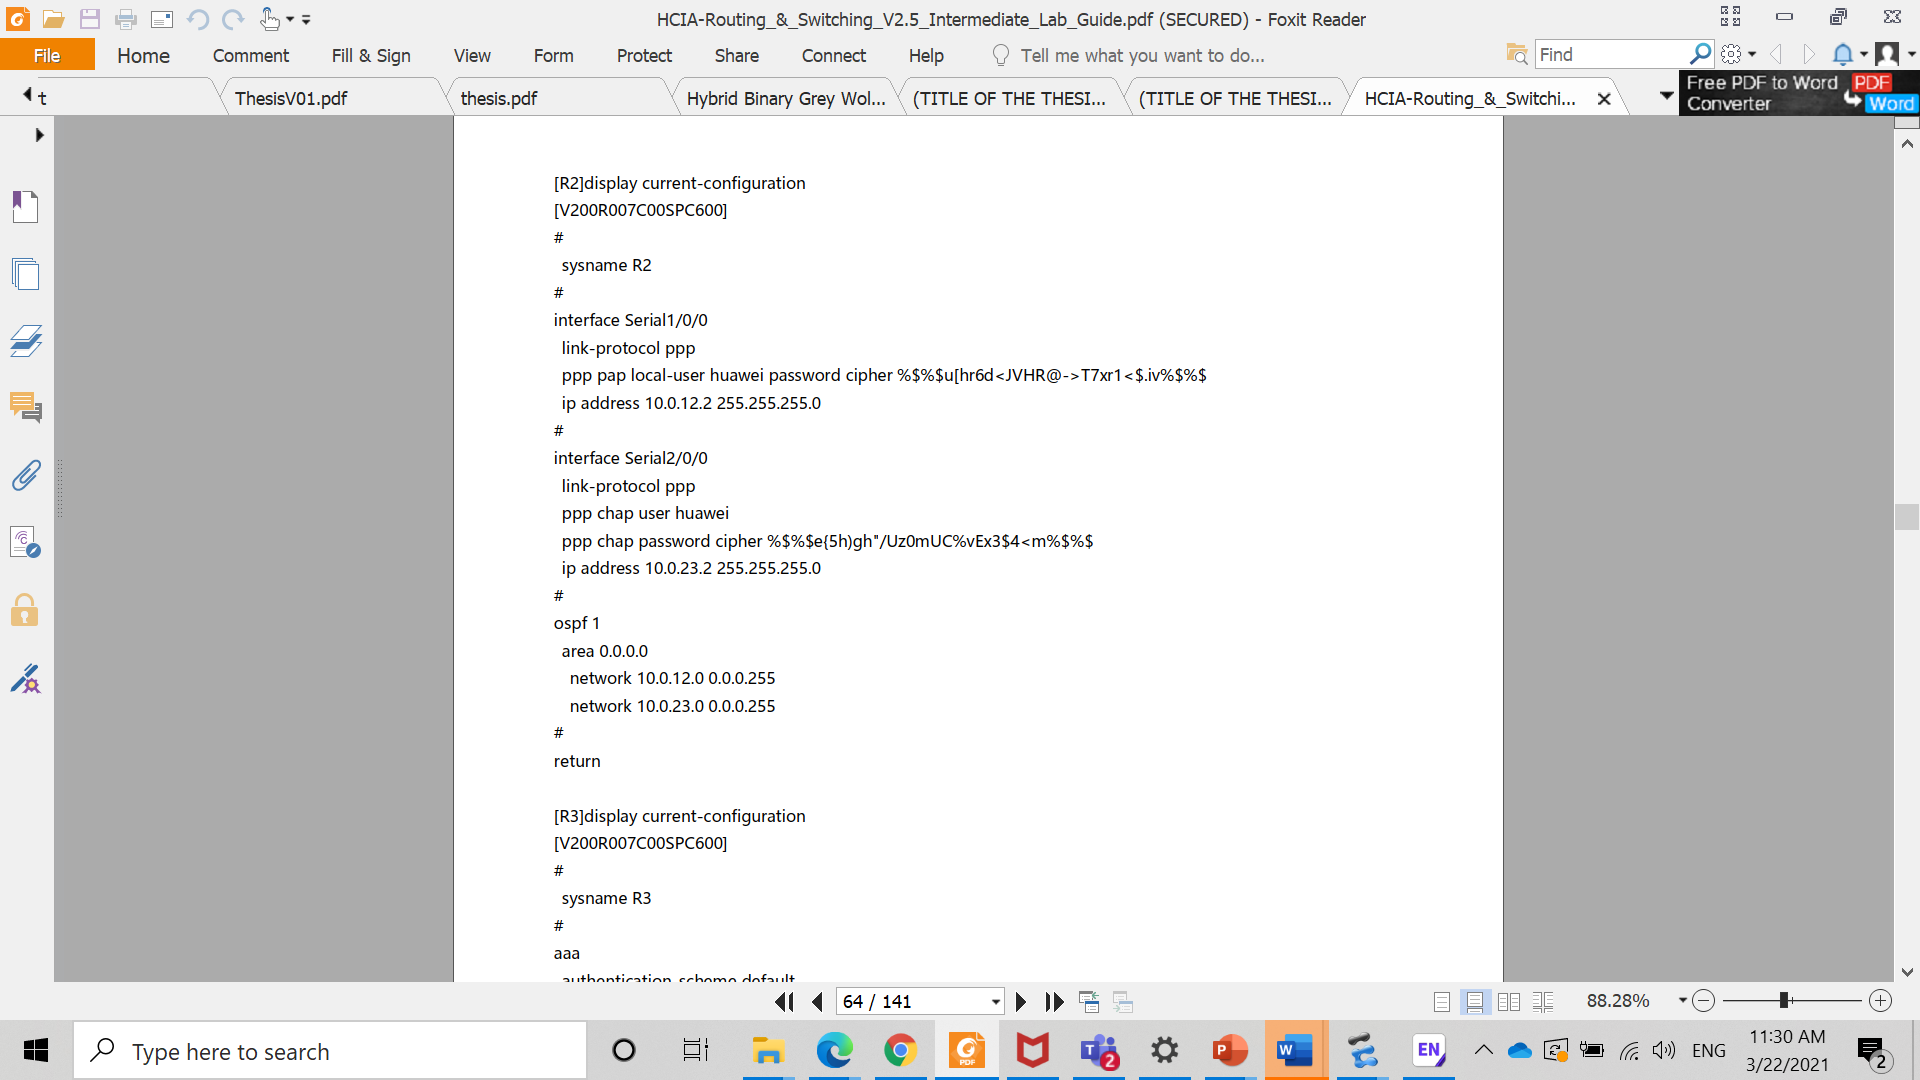 HCIA-Routing_&_Switching_V2.5_Intermediate_Lab_Guide.pdf (SECURED) - Foxit Reader
File Home Comment Fill & Sign View Form Protect Share Connect Help Tell me what you want to do... Find
t ThesisV01.pdf thesis.pdf Hybrid Binary Grey Wol... (TITLE OF THE THESI... (TITLE OF THE THESI... HCIA-Routing_&_Switchi...
Free PDF to Word PDF
Converter Word
[R2]display current-configuration
[V200R007C00SPC600]
#
sysname R2
#
interface Serial1/0/0
link-protocol ppp
ppp pap local-user huawei password cipher %$%$u[hr6d<JVHR@->T7xr1<$.iv%$%$
ip address 10.0.12.2 255.255.255.0
#
interface Serial2/0/0
link-protocol ppp
ppp chap user huawei
ppp chap password cipher %$%$e{5h)gh"/Uz0mUC%vEx3$4<m%$%$
ip address 10.0.23.2 255.255.255.0
#
ospf 1
area 0.0.0.0
network 10.0.12.0 0.0.0.255
network 10.0.23.0 0.0.0.255
#
return
[R3]display current-configuration
[V200R007C00SPC600]
#
sysname R3
#
aaa
authentication-scheme default
64 / 141
88.28%
Type here to search
EN
2
ENG
11:30 AM
3/22/2021
2